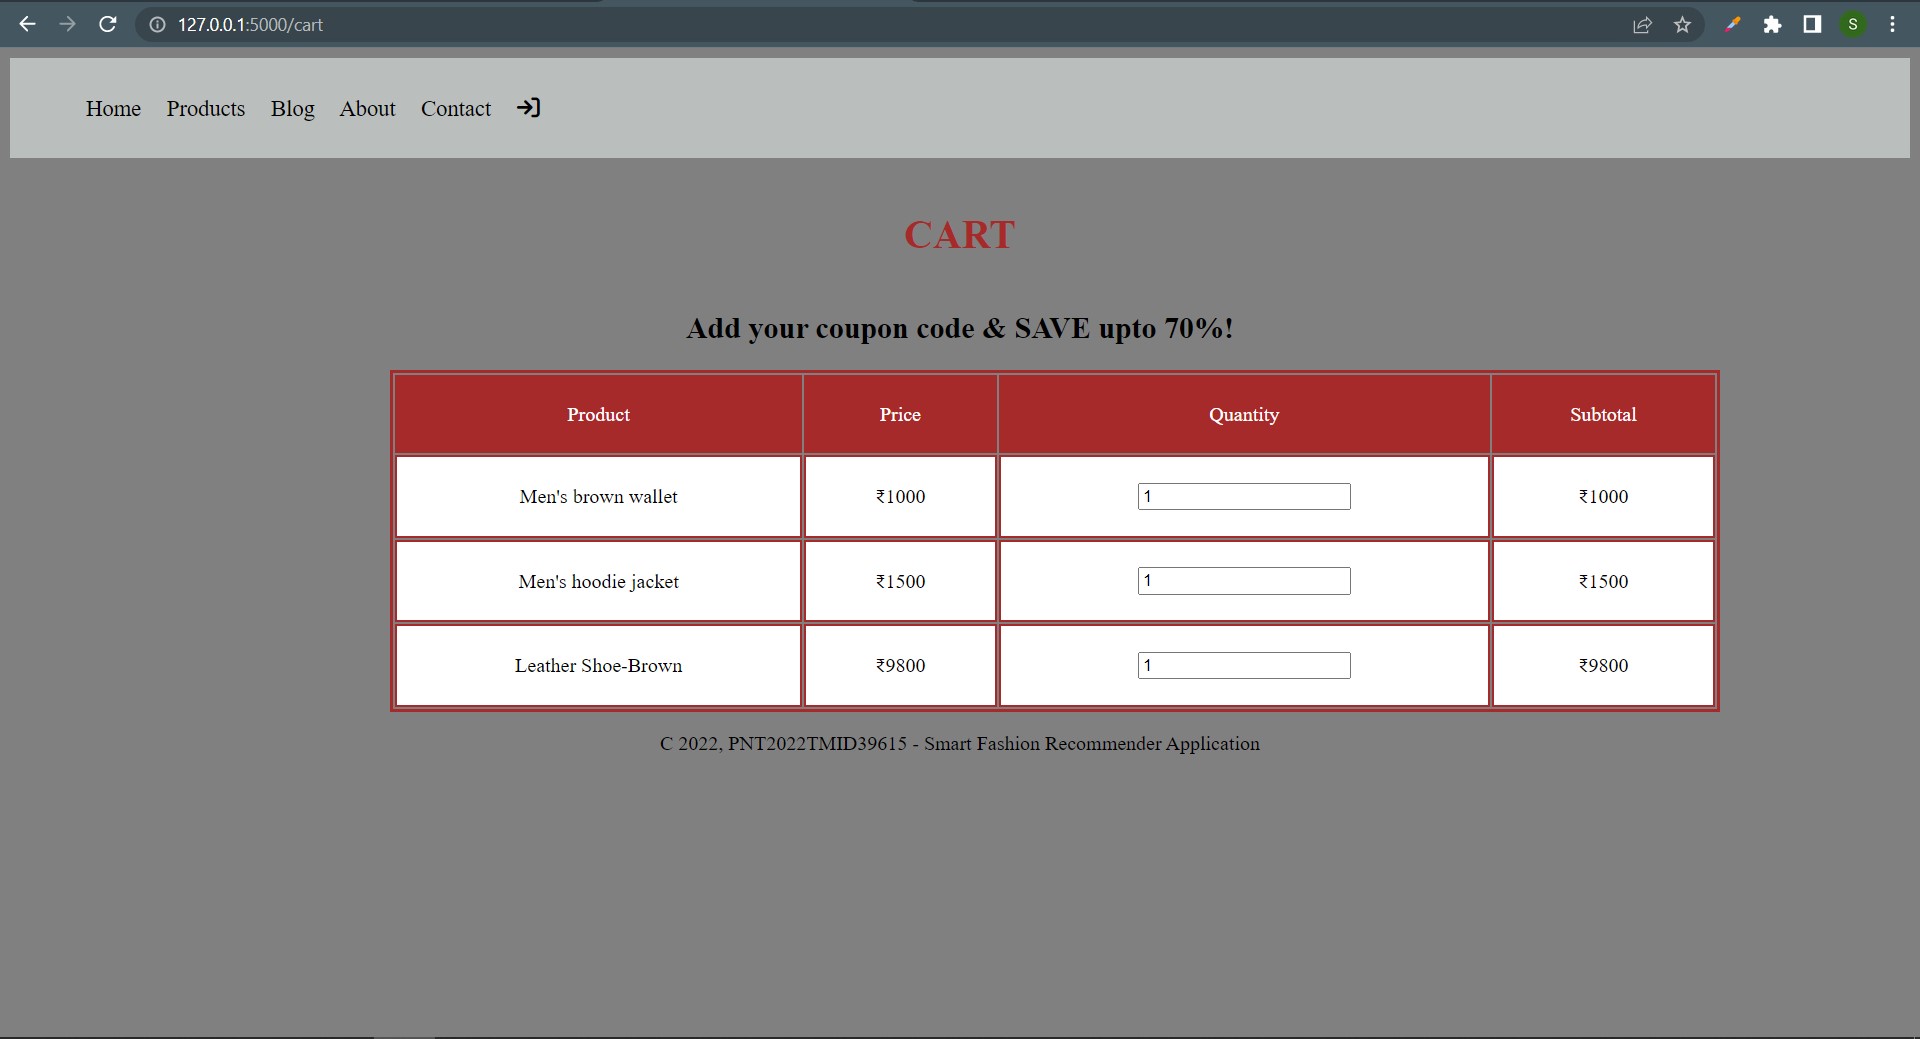 127.0.0.1:5000/cart
S
Home Products Blog About Contact
CART
Add your coupon code & SAVE upto 70%!
Product Price Quantity Subtotal
Men's brown wallet ₹1000 1 ₹1000
Men's hoodie jacket ₹1500 1 ₹1500
Leather Shoe-Brown ₹9800 1 ₹9800
C 2022, PNT2022TMID39615 - Smart Fashion Recommender Application